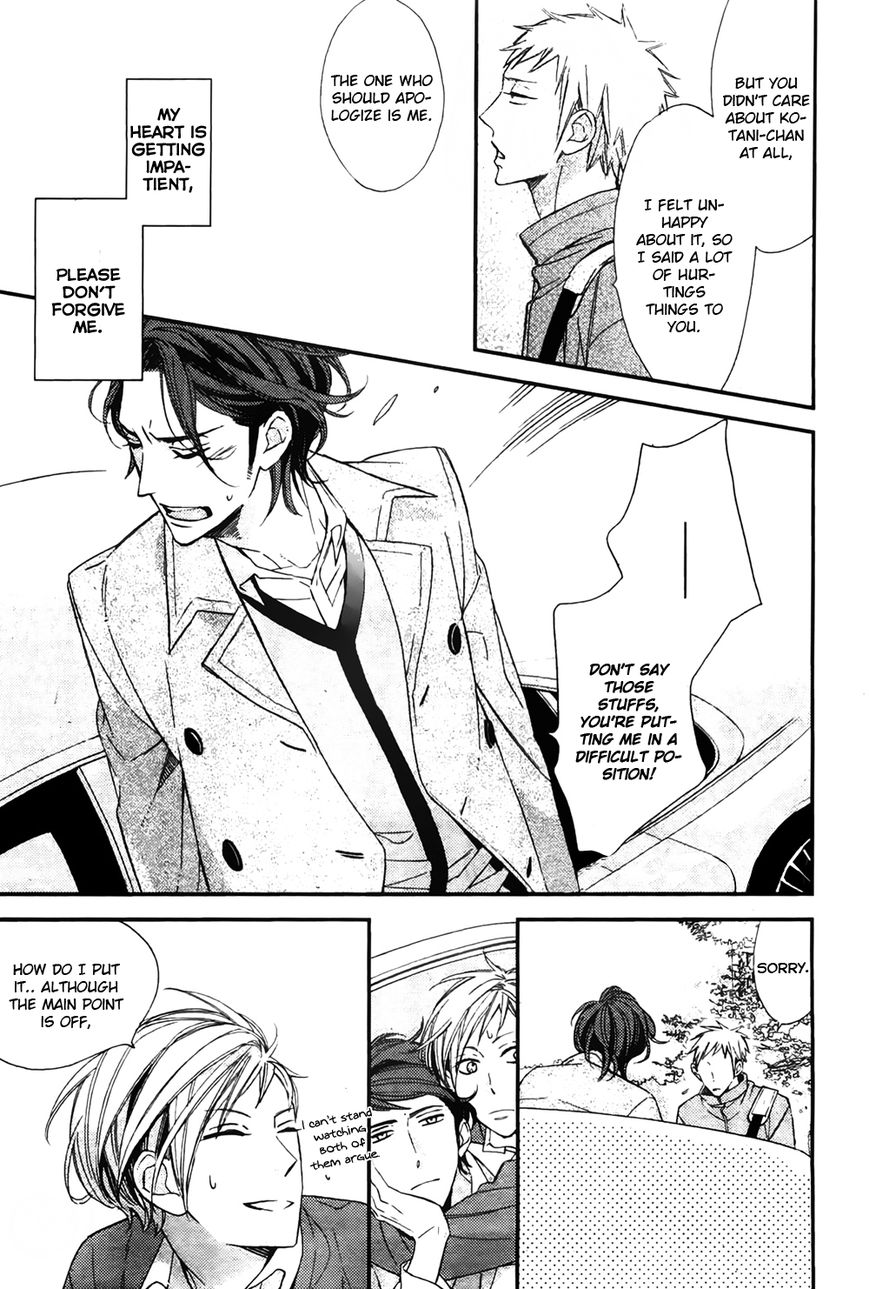 BUT YOU
DIDN'T CARE
ABOUT KO-
TANI-CHAN
AT ALL,
I FELT UN-
HAPPY
ABOUT IT, SO
I SAID A LOT
OF HUR-
TINGS
THINGS TO
YOU.
THE ONE WHO
SHOULD APO-
LOGIZE IS ME.
MY
HEART IS
GETTING
IMPA-
TIENT,
PLEASE
DON'T
FORGIVE
ME.
DON'T SAY
THOSE
STUFFS,
YOU'RE PUT-
TING ME IN A
DIFFICULT PO-
SITION!
SORRY.
I can't stand
watching
both of
them argue
HOW DO I PUT
IT.. ALTHOUGH
THE MAIN POINT
IS OFF,